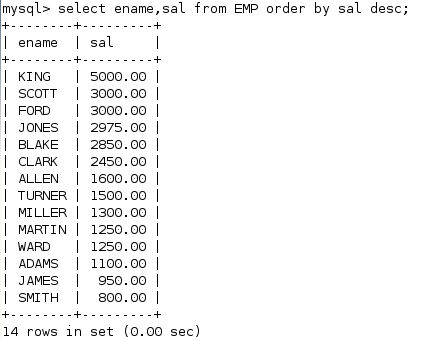 mysql> select ename,sal from EMP order by sal desc;
+--------+---------+
| ename  | sal     |
+--------+---------+
| KING   | 5000.00 |
| SCOTT  | 3000.00 |
| FORD   | 3000.00 |
| JONES  | 2975.00 |
| BLAKE  | 2850.00 |
| CLARK  | 2450.00 |
| ALLEN  | 1600.00 |
| TURNER | 1500.00 |
| MILLER | 1300.00 |
| MARTIN | 1250.00 |
| WARD   | 1250.00 |
| ADAMS  | 1100.00 |
| JAMES  |  950.00 |
| SMITH  |  800.00 |
+--------+---------+
14 rows in set (0.00 sec)